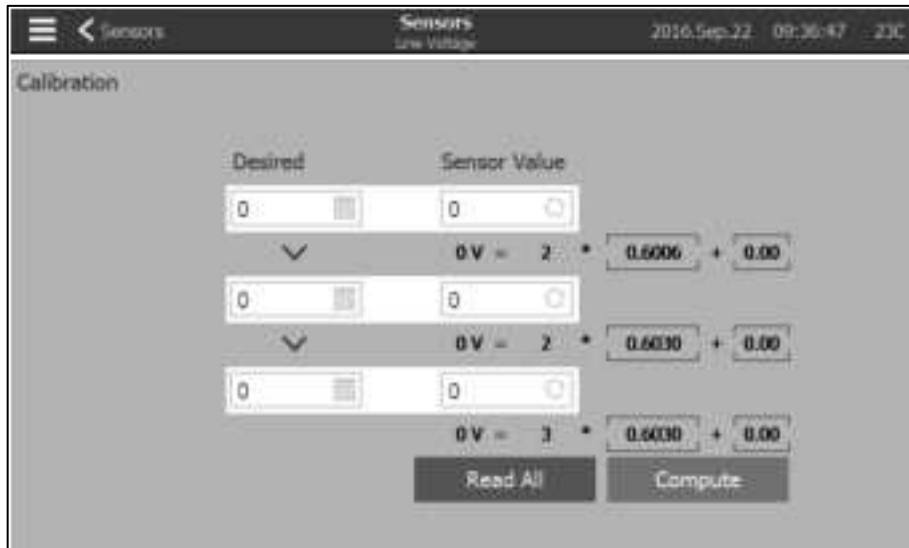 Sensors Sensors 2016.Sep.22 09:36:47 23C
Line Voltage
Calibration
Desired Sensor Value
0 0
0 V = 2 * 0.6006 + 0.00
0 0
0 V = 2 * 0.6030 + 0.00
0 0
0 V = 3 * 0.6030 + 0.00
Read All Compute